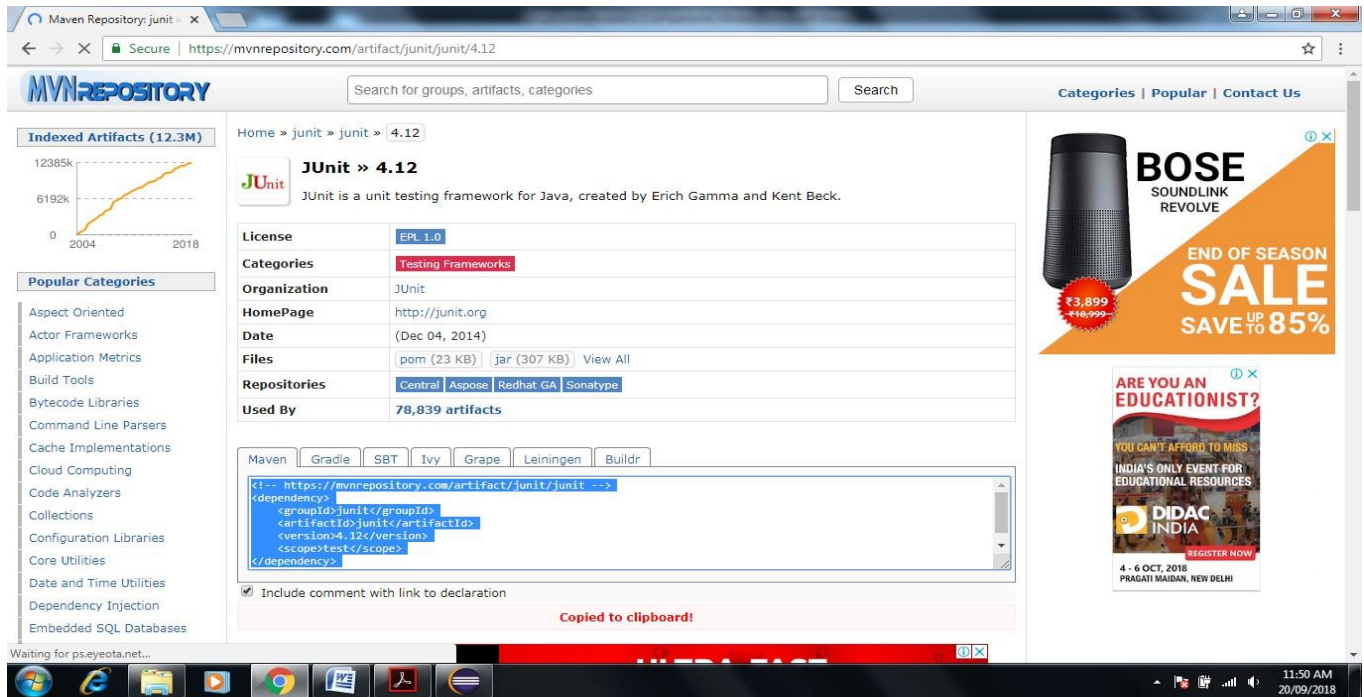 Maven Repository: junit
Secure | https://mvnrepository.com/artifact/junit/junit/4.12
MVNREPOSITORY
Search for groups, artifacts, categories
Search
Categories | Popular | Contact Us
Indexed Artifacts (12.3M)
12385k
6192k
0
2004 2018
Popular Categories
Aspect Oriented
Actor Frameworks
Application Metrics
Build Tools
Bytecode Libraries
Command Line Parsers
Cache Implementations
Cloud Computing
Code Analyzers
Collections
Configuration Libraries
Core Utilities
Date and Time Utilities
Dependency Injection
Embedded SQL Databases
Home » junit » junit » 4.12
JUnit
JUnit » 4.12
JUnit is a unit testing framework for Java, created by Erich Gamma and Kent Beck.
License EPL 1.0
Categories Testing Frameworks
Organization JUnit
HomePage http://junit.org
Date (Dec 04, 2014)
Files pom (23 KB) jar (307 KB) View All
Repositories Central Aspose Redhat GA Sonatype
Used By 78,839 artifacts
Maven Gradle SBT Ivy Grape Leiningen Buildr
<!-- https://mvnrepository.com/artifact/junit/junit -->
<dependency>
<groupId>junit</groupId>
<artifactId>junit</artifactId>
<version>4.12</version>
<scope>test</scope>
</dependency>
Include comment with link to declaration
Copied to clipboard!
BOSE
SOUNDLINK
REVOLVE
END OF SEASON
SALE
SAVE UP TO 85%
₹3,899
₹18,999
ARE YOU AN
EDUCATIONIST?
YOU CAN'T AFFORD TO MISS
INDIA'S ONLY EVENT FOR
EDUCATIONAL RESOURCES
DIDAC
INDIA
REGISTER NOW
4 - 6 OCT, 2018
PRAGATI MAIDAN, NEW DELHI
Waiting for ps.eyeota.net...
ULTRA FAST
11:50 AM
20/09/2018